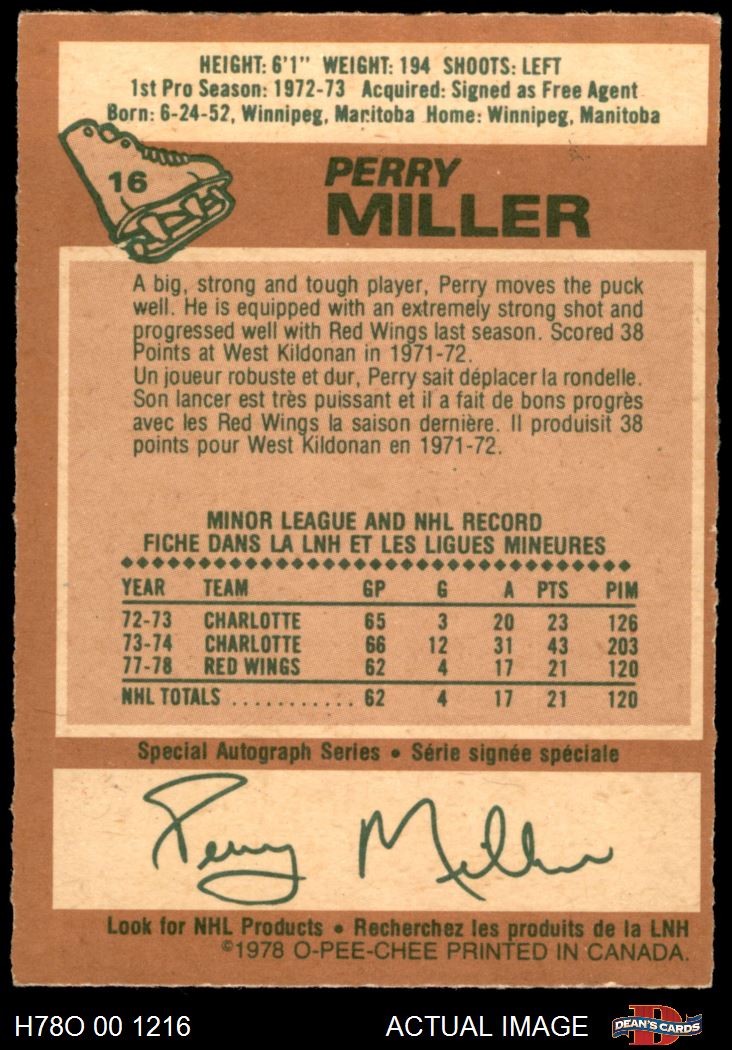 HEIGHT: 6'1" WEIGHT: 194 SHOOTS: LEFT
1st Pro Season: 1972-73 Acquired: Signed as Free Agent
Born: 6-24-52, Winnipeg, Manitoba Home: Winnipeg, Manitoba
16
PERRY
MILLER
A big, strong and tough player, Perry moves the puck
well. He is equipped with an extremely strong shot and
progressed well with Red Wings last season. Scored 38
Points at West Kildonan in 1971-72.
Un joueur robuste et dur, Perry sait déplacer la rondelle.
Son lancer est très puissant et il a fait de bons progrès
avec les Red Wings la saison dernière. Il produisit 38
points pour West Kildonan en 1971-72.
MINOR LEAGUE AND NHL RECORD
FICHE DANS LA LNH ET LES LIGUES MINEURES
YEAR TEAM GP G A PTS PIM
72-73 CHARLOTTE 65 3 20 23 126
73-74 CHARLOTTE 66 12 31 43 203
77-78 RED WINGS 62 4 17 21 120
NHL TOTALS ........... 62 4 17 21 120
Special Autograph Series • Série signée spéciale
Perry Miller
Look for NHL Products • Recherchez les produits de la LNH
©1978 O-PEE-CHEE PRINTED IN CANADA.
H78O 00 1216 ACTUAL IMAGE D DEAN'S CARDS